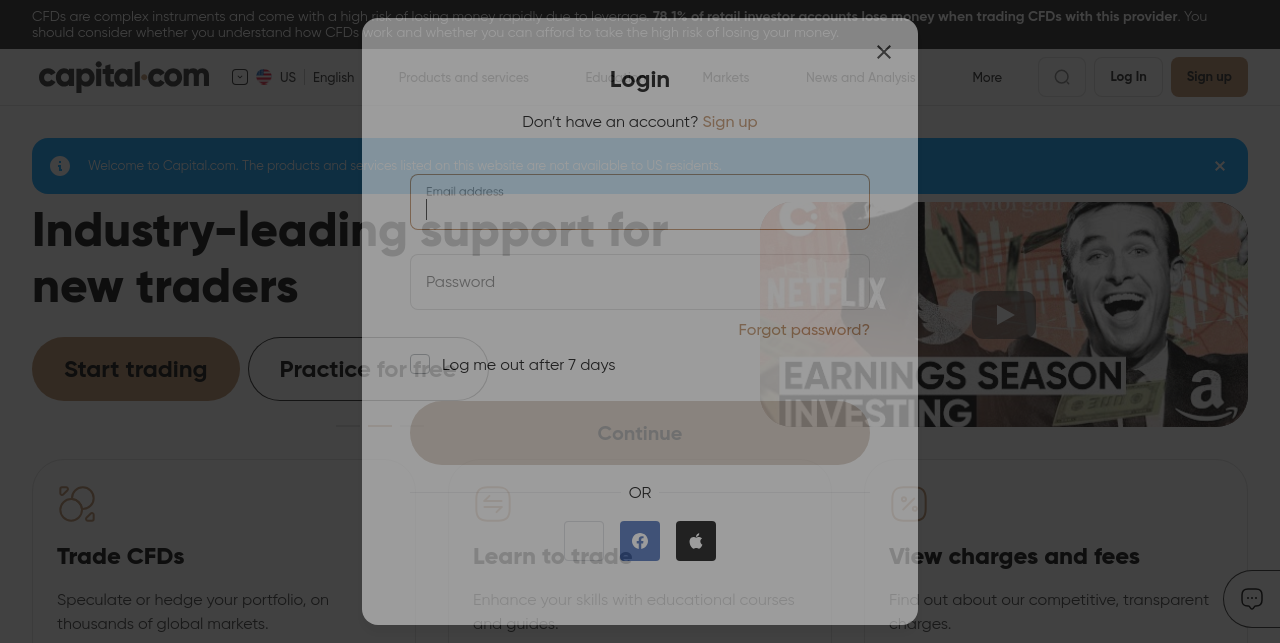 CFDs are complex instruments and come with a high risk of losing money rapidly due to leverage. 78.1% of retail investor accounts lose money when trading CFDs with this provider. You
should consider whether you understand how CFDs work and whether you can afford to take the high risk of losing your money.
capital.com
US English Products and services Markets News and Analysis More Log In Sign up
Login
Don't have an account? Sign up
Welcome to Capital.com. The products and services listed on this website are not available to US residents.
Email address
Industry-leading support for
new traders
Password
Forgot password?
Log me out after 7 days
Start trading Practice for free
Continue
NETFLIX
EARNINGS SEASON
INVESTING
OR
Trade CFDs
Speculate or hedge your portfolio, on
thousands of global markets.
Learn to trade
Enhance your skills with educational courses
and guides.
View charges and fees
Find out about our competitive, transparent
charges.